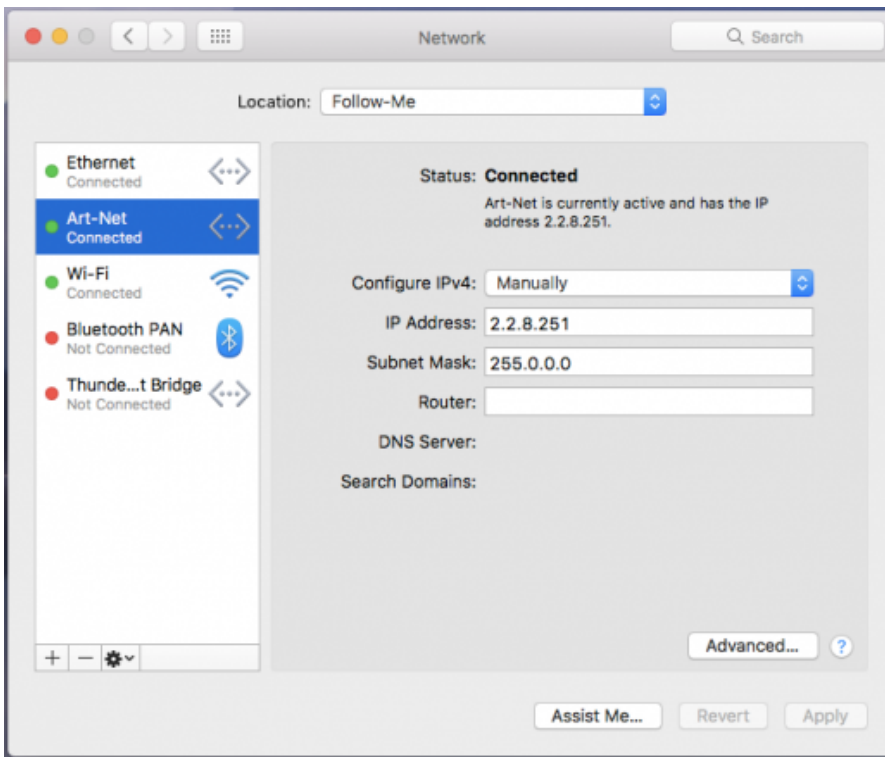 Network
Search
Location: Follow-Me
Ethernet
Connected
Art-Net
Connected
Wi-Fi
Connected
Bluetooth PAN
Not Connected
Thunde...t Bridge
Not Connected
Status: Connected
Art-Net is currently active and has the IP
address 2.2.8.251.
Configure IPv4: Manually
IP Address: 2.2.8.251
Subnet Mask: 255.0.0.0
Router:
DNS Server:
Search Domains:
Advanced... ?
+ −
Assist Me... Revert Apply